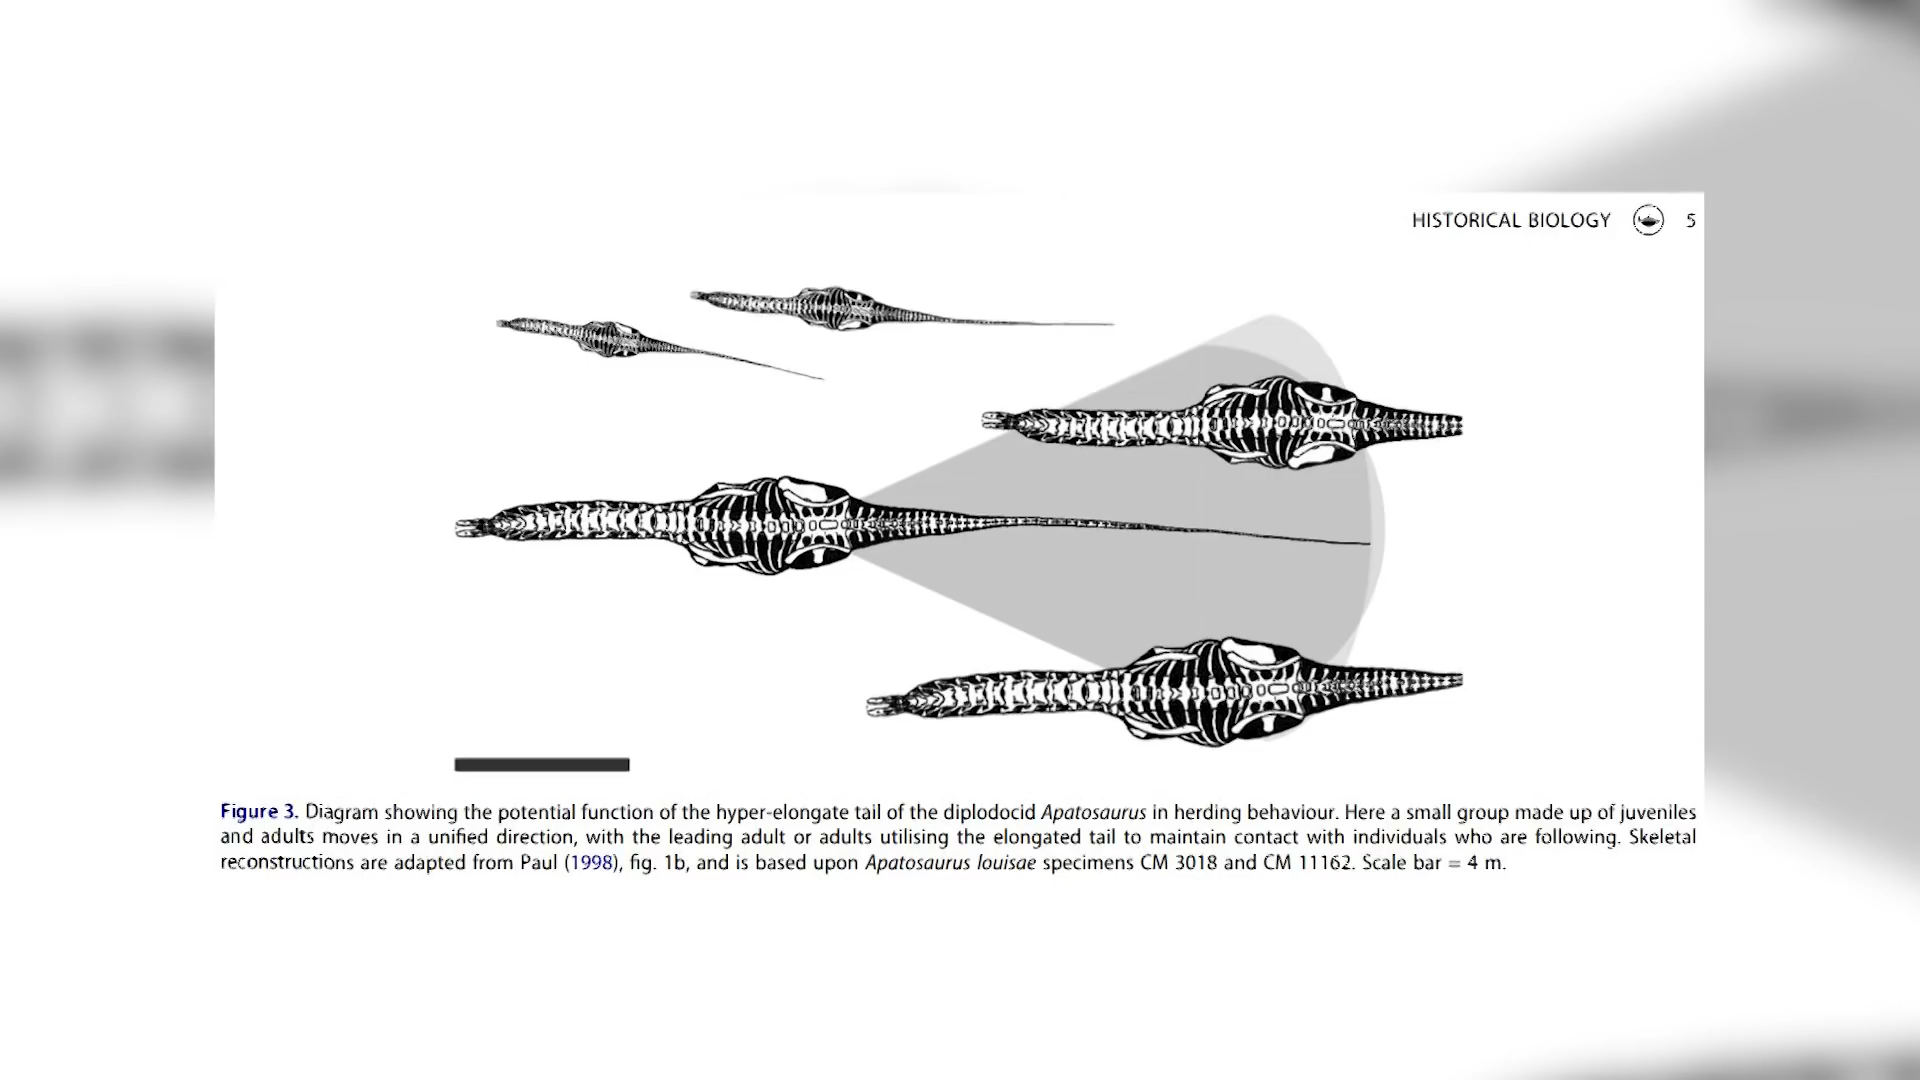 HISTORICAL BIOLOGY 5
Figure 3. Diagram showing the potential function of the hyper-elongate tail of the diplodocid Apatosaurus in herding behaviour. Here a small group made up of juveniles
and adults moves in a unified direction, with the leading adult or adults utilising the elongated tail to maintain contact with individuals who are following. Skeletal
reconstructions are adapted from Paul (1998), fig. 1b, and is based upon Apatosaurus louisae specimens CM 3018 and CM 11162. Scale bar = 4 m.